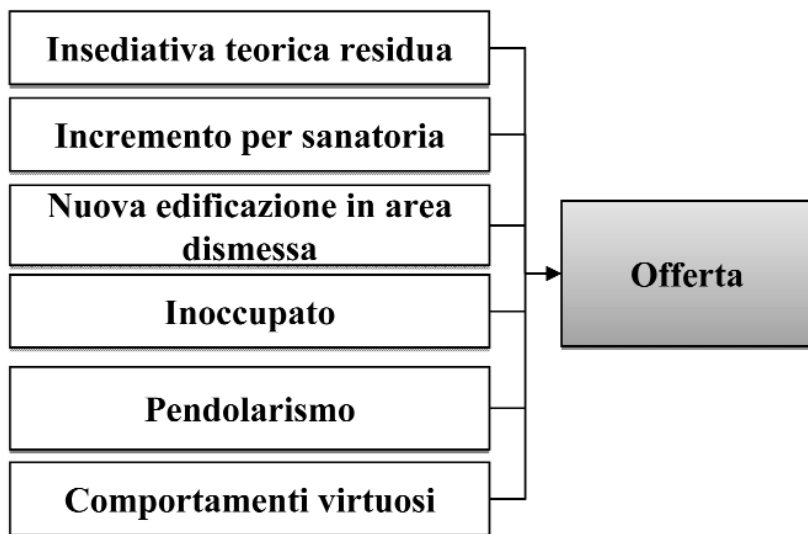 Insediativa teorica residua
Incremento per sanatoria
Nuova edificazione in area
dismessa
Inoccupato
Pendolarismo
Comportamenti virtuosi
Offerta